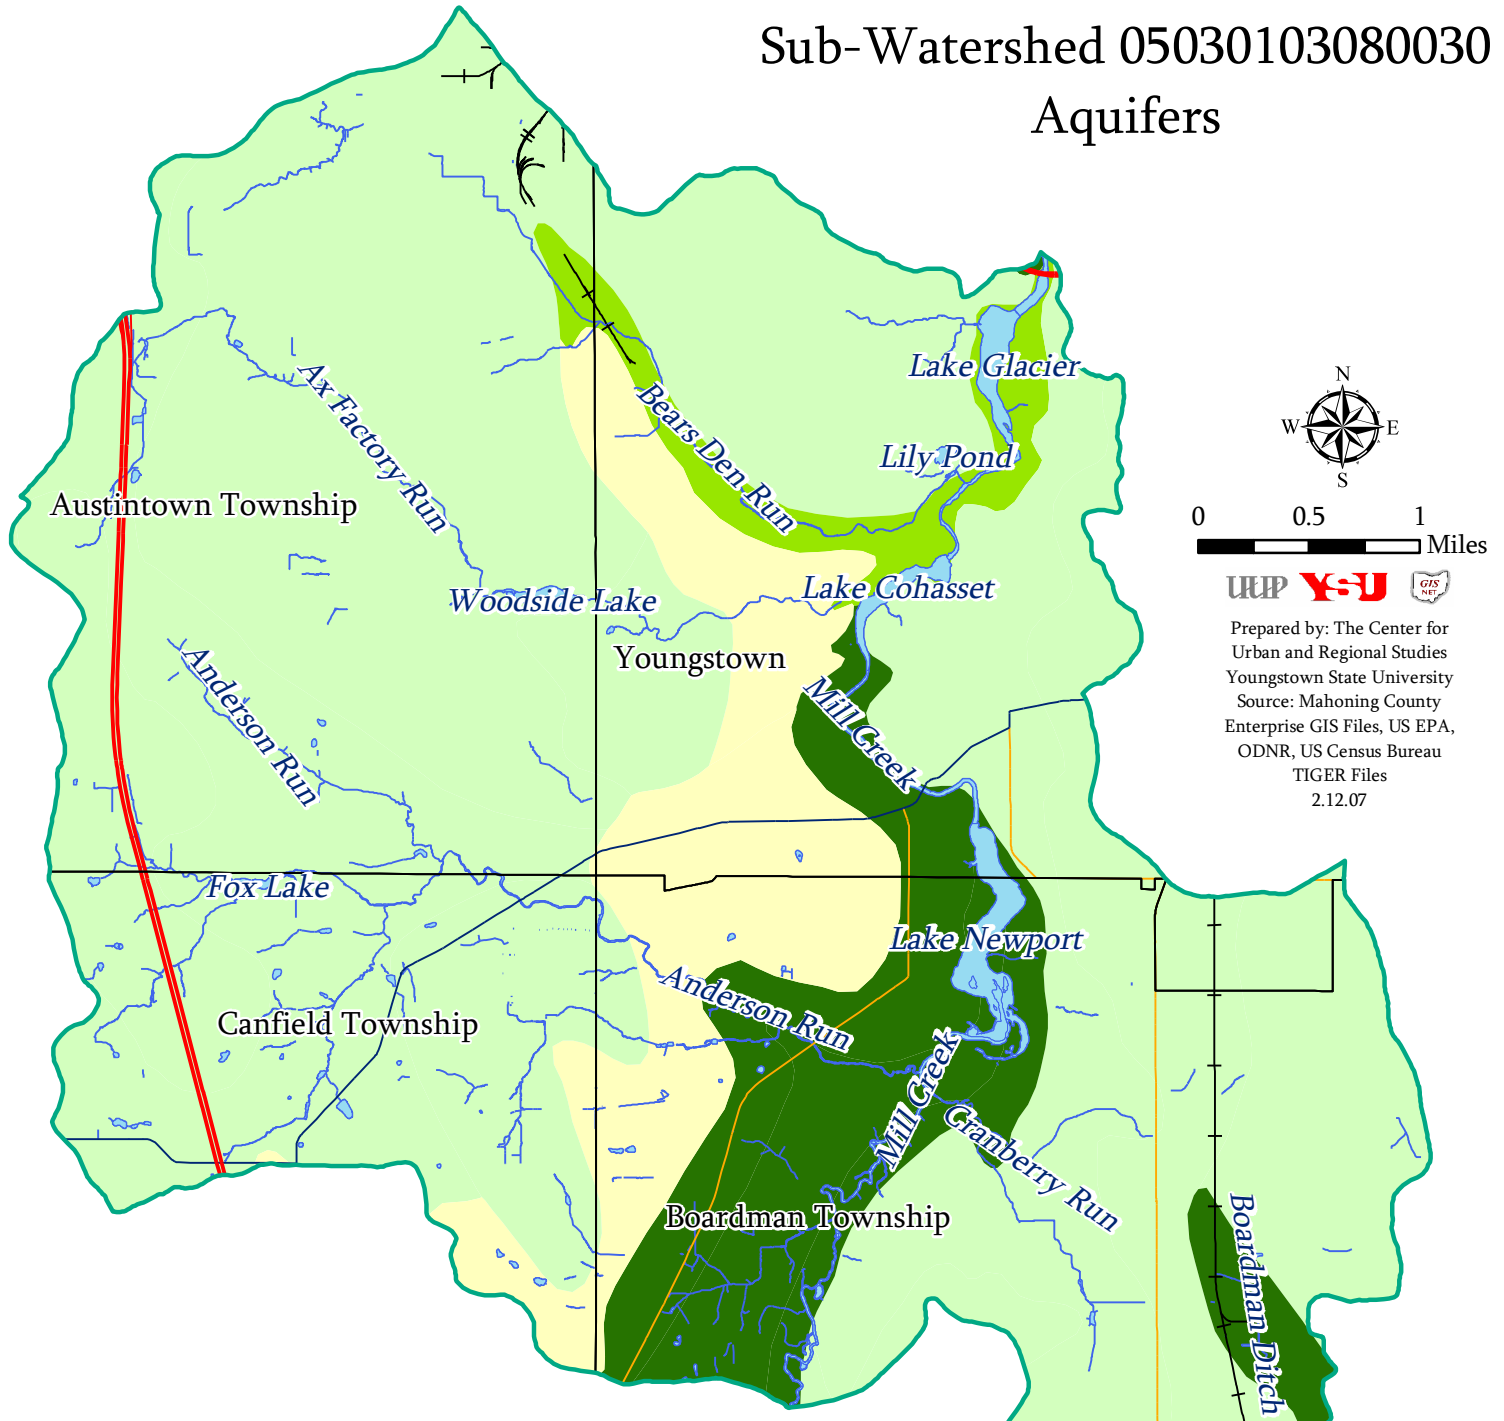 Sub-Watershed 05030103080030
Aquifers
Lake Glacier
N
W
E
S
Ax Factory Run
Bears Den Run
Lily Pond
Austintown Township
0 0.5 1
Miles
YSU
GIS
NET
Woodside Lake
Lake Cohasset
Prepared by: The Center for
Urban and Regional Studies
Youngstown State University
Source: Mahoning County
Enterprise GIS Files, US EPA,
ODNR, US Census Bureau
TIGER Files
2.12.07
Youngstown
Anderson Run
Mill Creek
Fox Lake
Lake Newport
Anderson Run
Canfield Township
Mill Creek
Cranberry Run
Boardman Township
Boardman Ditch